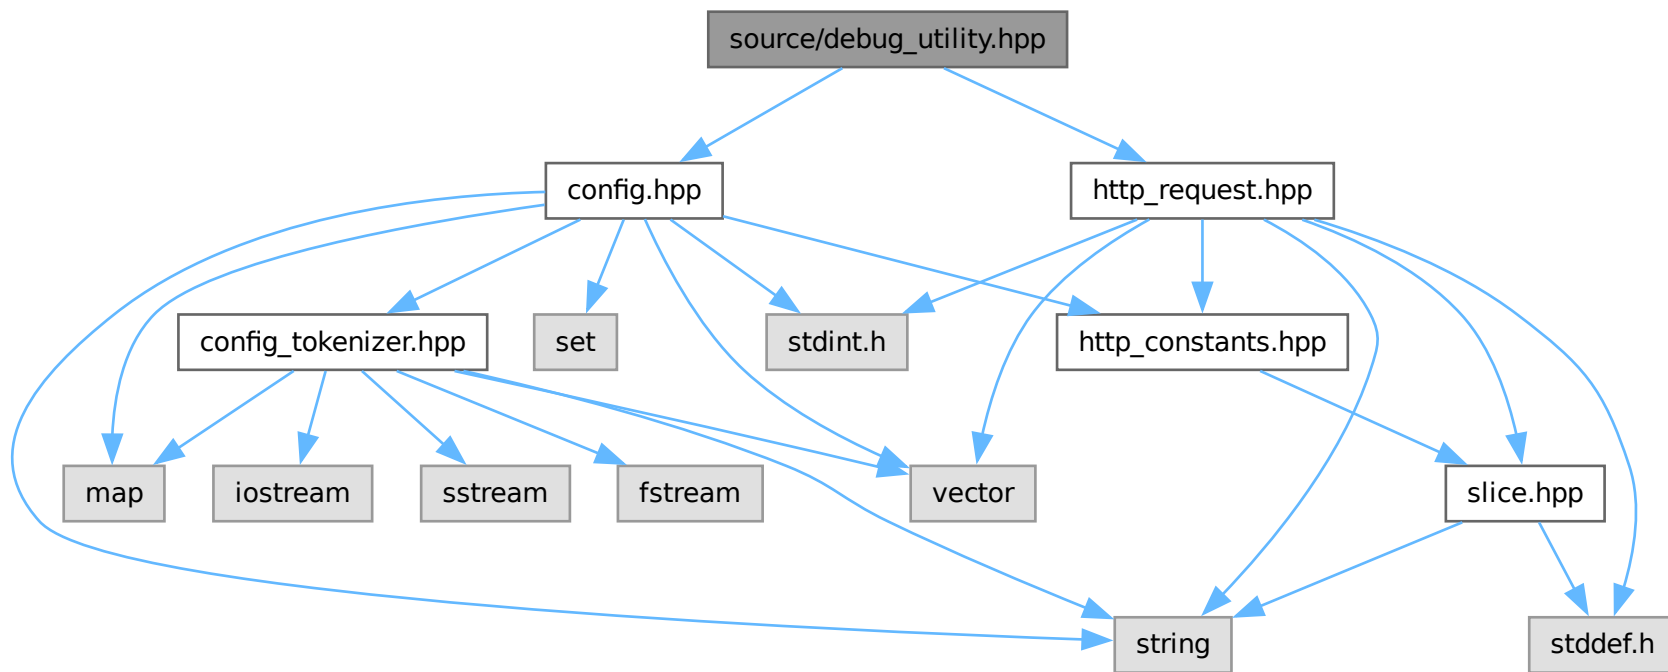 source/debug_utility.hpp
config.hpp
http_request.hpp
config_tokenizer.hpp
set
stdint.h
http_constants.hpp
map
iostream
sstream
fstream
vector
slice.hpp
string
stddef.h